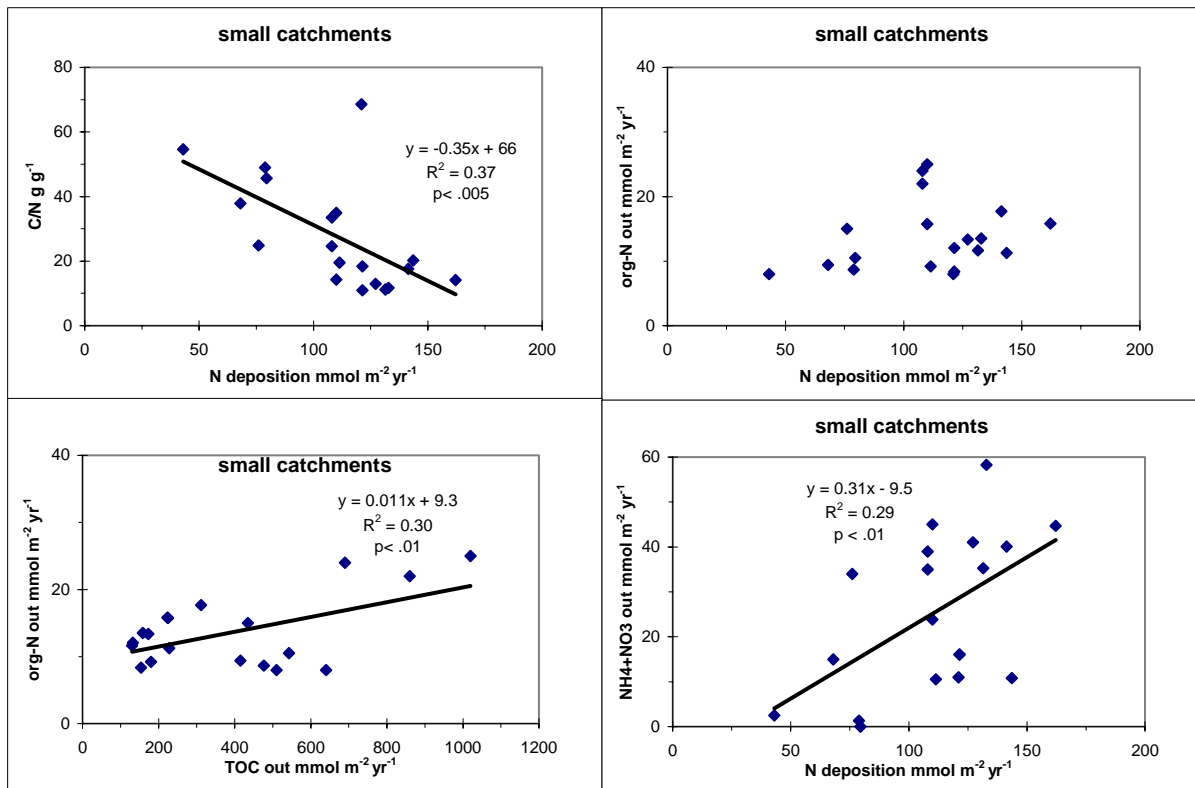 small catchments
80
60
40
20
0
C/N g g-1
y = -0.35x + 66
R2 = 0.37
p< .005
0 50 100 150 200
N deposition mmol m-2 yr-1
small catchments
40
30
20
10
0
org-N out mmol m-2 yr-1
0 50 100 150 200
N deposition mmol m-2 yr-1
small catchments
40
20
0
org-N out mmol m-2 yr-1
y = 0.011x + 9.3
R2 = 0.30
p< .01
0 200 400 600 800 1000 1200
TOC out mmol m-2 yr-1
small catchments
60
40
20
0
NH4+NO3 out mmol m-2 yr-1
y = 0.31x - 9.5
R2 = 0.29
p < .01
0 50 100 150 200
N deposition mmol m-2 yr-1